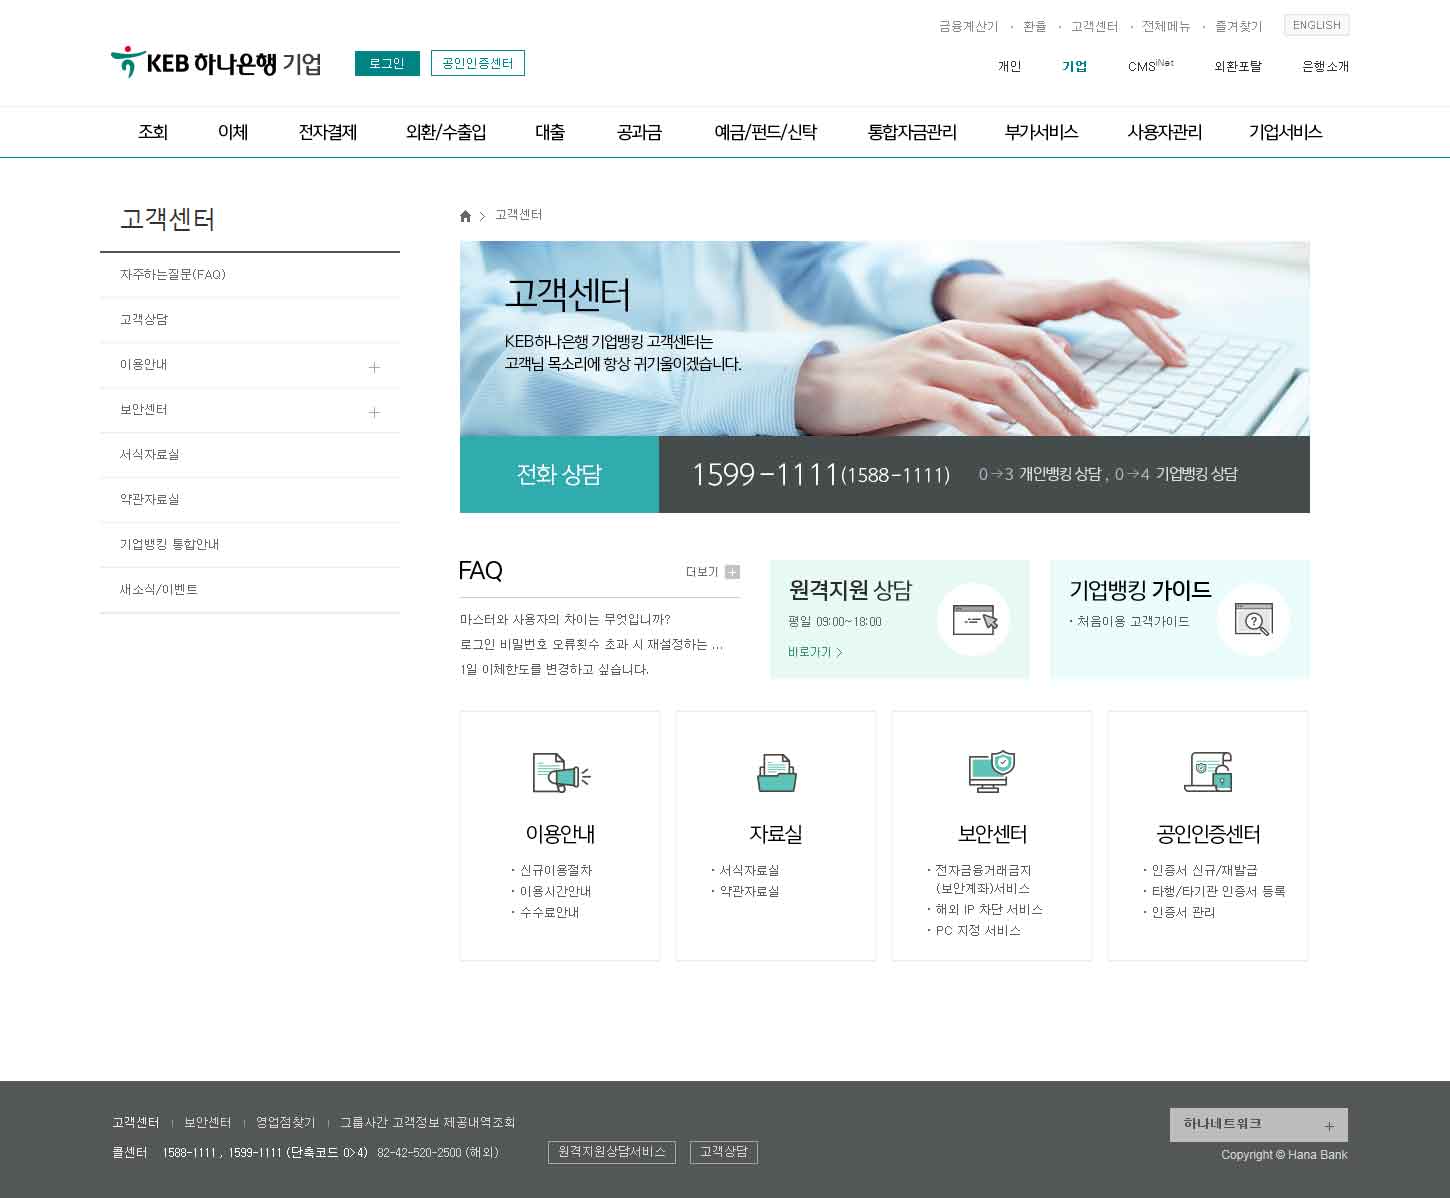 금융계산기 · 환율 · 고객센터 · 전체메뉴 · 즐겨찾기 ENGLISH
KEB 하나은행 기업 로그인 공인인증센터
개인 기업 CMSiNet 외환포탈 은행소개
조회 이체 전자결제 외환/수출입 대출 공과금 예금/펀드/신탁 통합자금관리 부가서비스 사용자관리 기업서비스
고객센터
자주하는질문(FAQ)
고객상담
이용안내
보안센터
서식자료실
약관자료실
기업뱅킹 통합안내
새소식/이벤트
고객센터
고객센터
KEB하나은행 기업뱅킹 고객센터는
고객님 목소리에 항상 귀기울이겠습니다.
전화 상담 1599-1111(1588-1111) 0→3 개인뱅킹 상담, 0→4 기업뱅킹 상담
FAQ 더보기
마스터와 사용자의 차이는 무엇입니까?
로그인 비밀번호 오류횟수 초과 시 재설정하는 ...
1일 이체한도를 변경하고 싶습니다.
원격지원 상담
평일 09:00~18:00
바로가기 >
기업뱅킹 가이드
· 처음이용 고객가이드
이용안내
· 신규이용절차
· 이용시간안내
· 수수료안내
자료실
· 서식자료실
· 약관자료실
보안센터
· 전자금융거래금지
(보안계좌)서비스
· 해외 IP 차단 서비스
· PC 지정 서비스
공인인증센터
· 인증서 신규/재발급
· 타행/타기관 인증서 등록
· 인증서 관리
고객센터 | 보안센터 | 영업점찾기 | 그룹사간 고객정보 제공내역조회
콜센터 1588-1111 , 1599-1111 (단축코드 0>4) 82-42-520-2500 (해외) 원격지원상담서비스 고객상담
하나네트워크 +
Copyright © Hana Bank